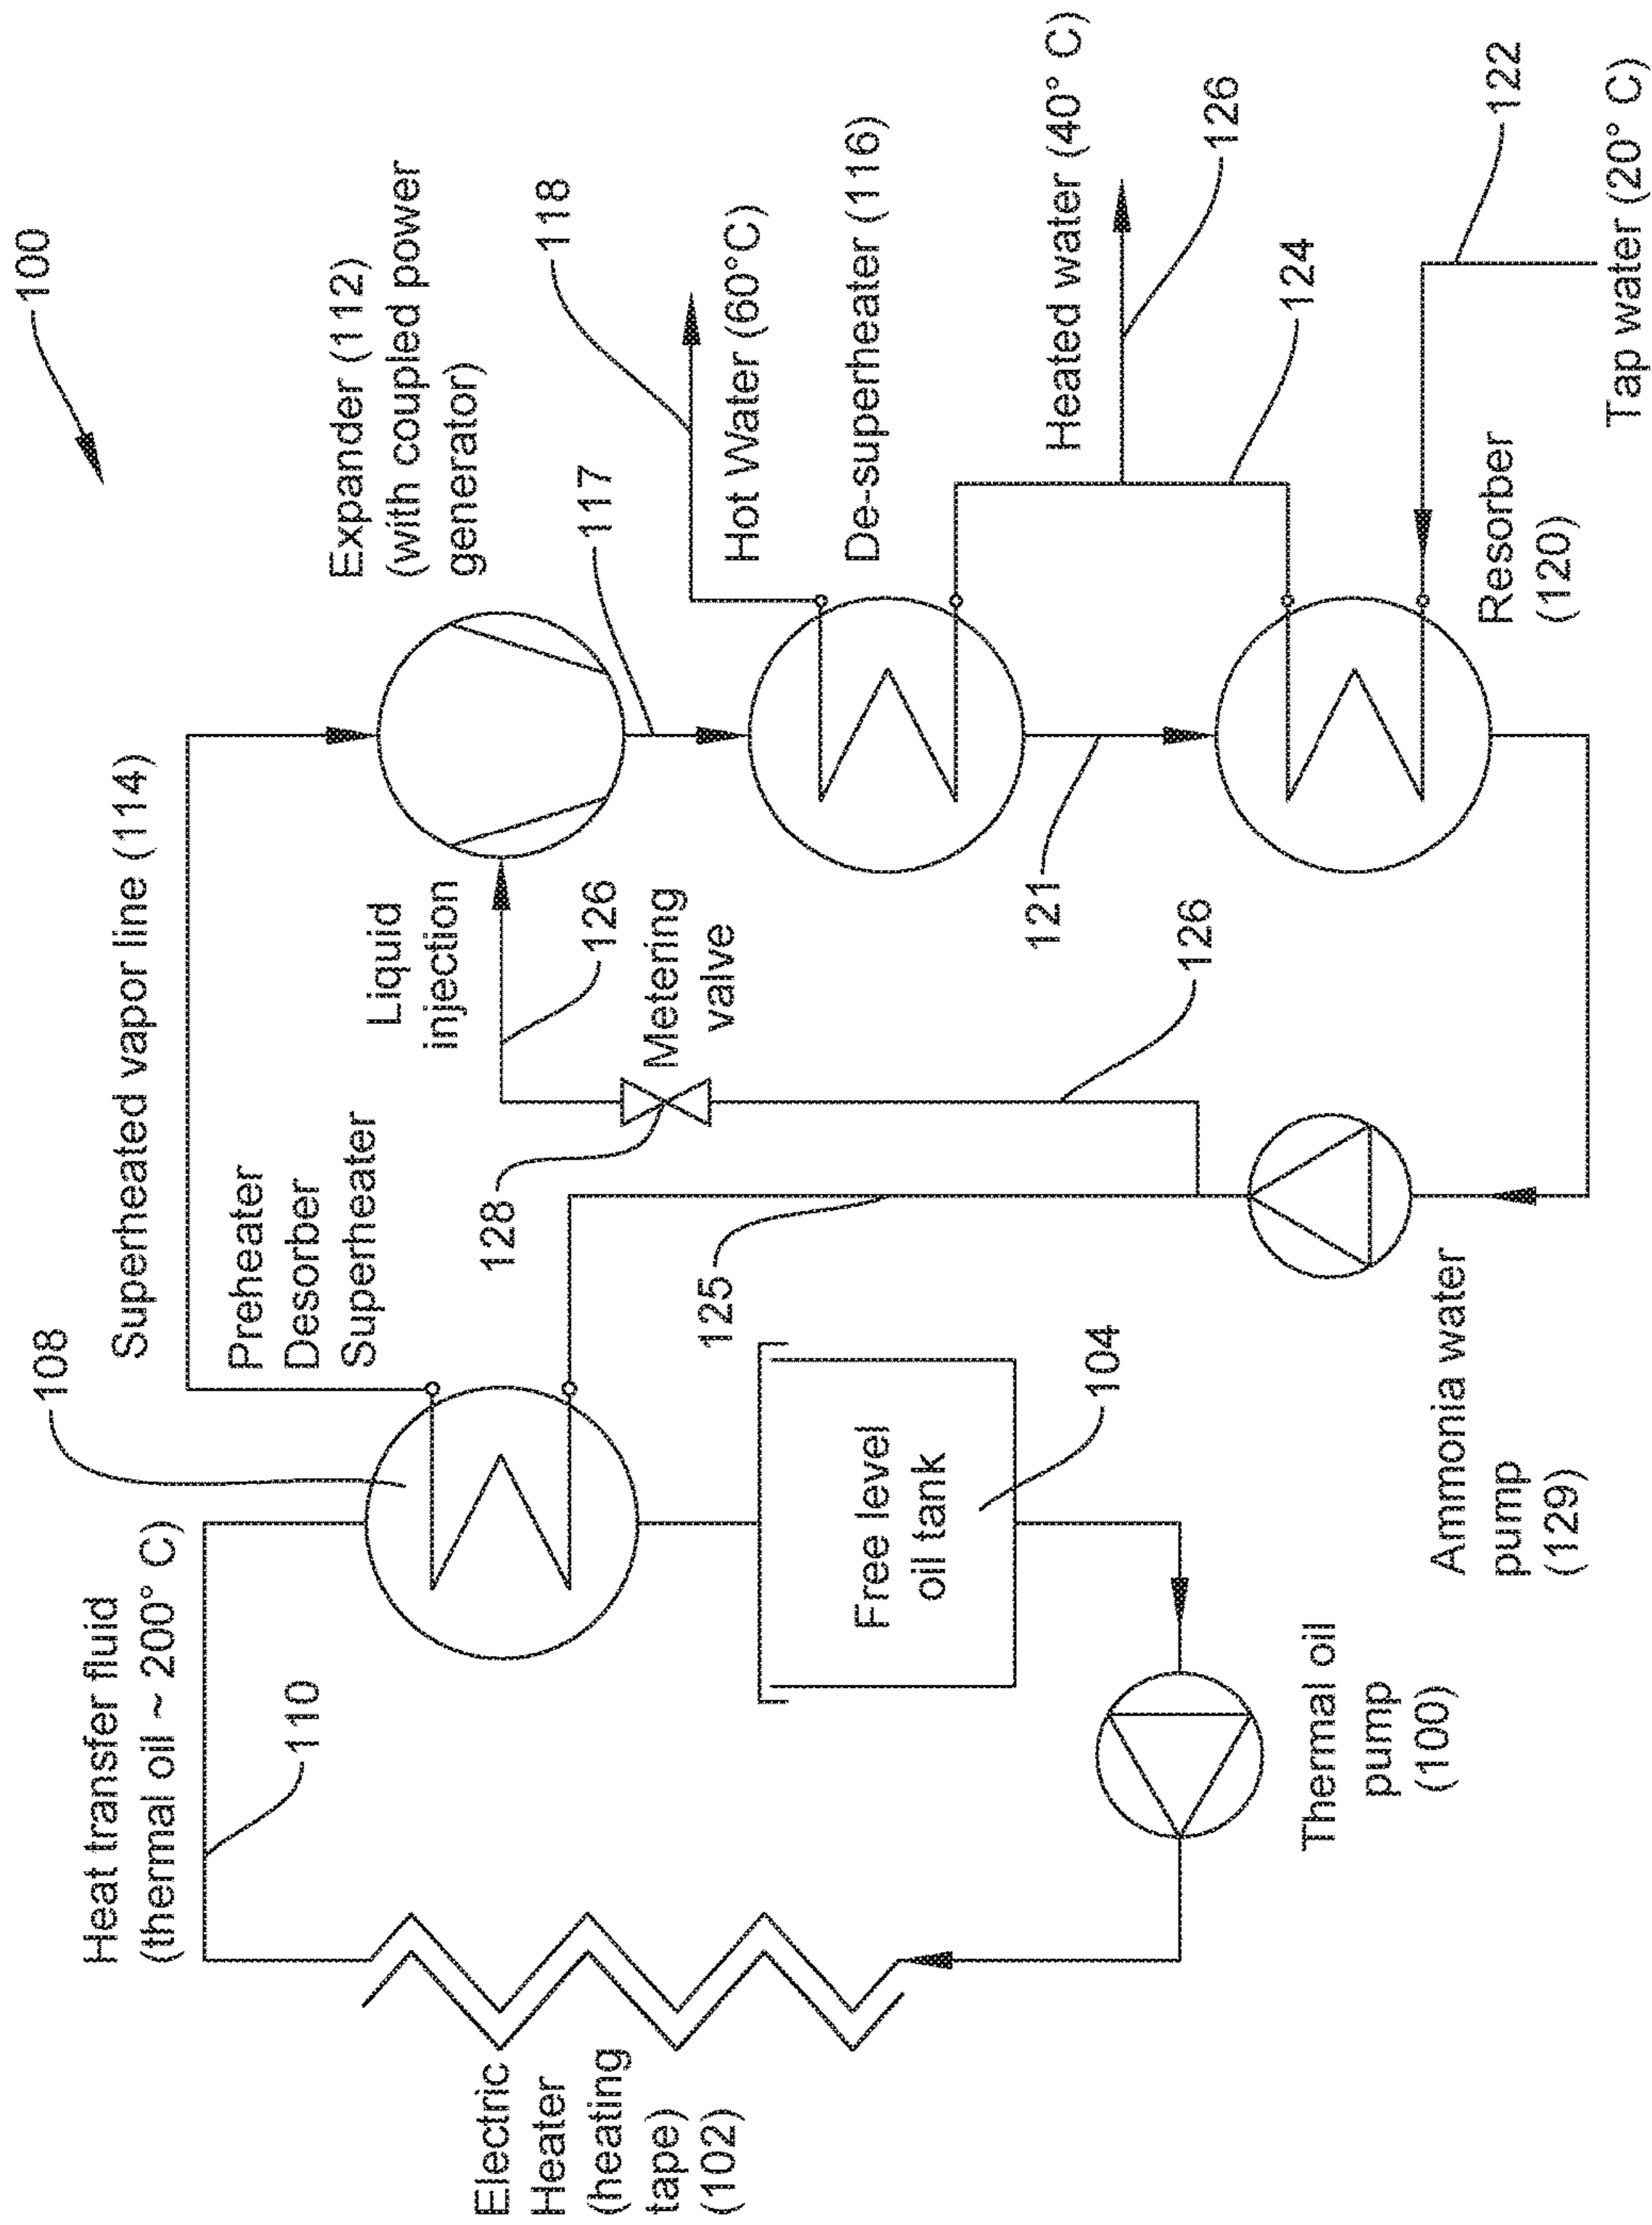 100
Superheated vapor line (114)
Expander (112)
(with coupled power
generator)
118
117
Hot Water (60°C)
De-superheater (116)
Heated water (40° C)
126
124
122
Tap water (20° C)
Resorber
(120)
121
Liquid
injection
126
Metering
valve
128
126
125
108
Preheater
Desorber
Superheater
Heat transfer fluid
(thermal oil ~ 200° C)
110
Free level
oil tank
104
Ammonia water
pump
(129)
Thermal oil
pump
(100)
Electric
Heater
(heating
tape)
(102)